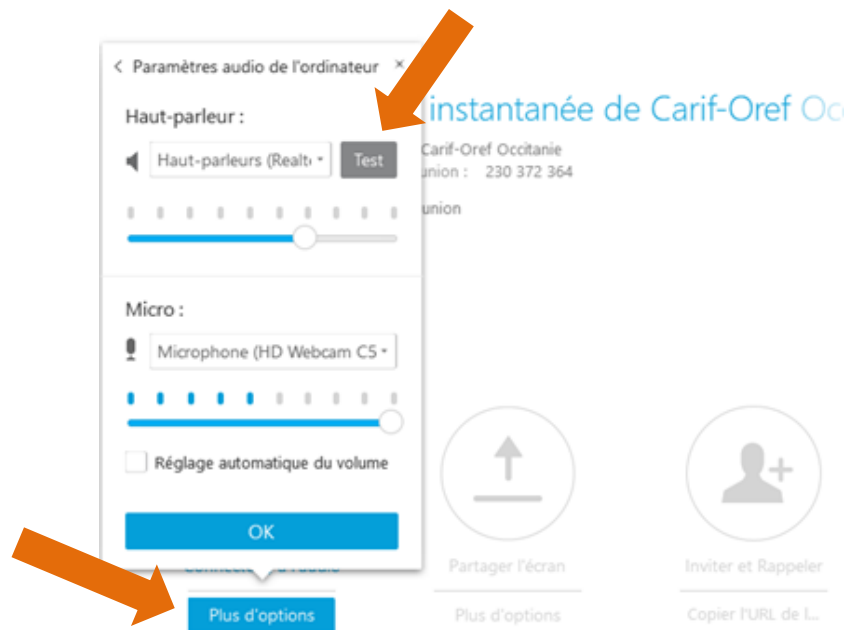 < Paramètres audio de l'ordinateur ×
Haut-parleur :
Haut-parleurs (Realt
Test
Micro :
Microphone (HD Webcam C5
Réglage automatique du volume
OK
Plus d'options
instantanée de Carif-Oref Oc
Carif-Oref Occitanie
union : 230 372 364
union
Partager l'écran
Plus d'options
Inviter et Rappeler
Copier l'URL de l...